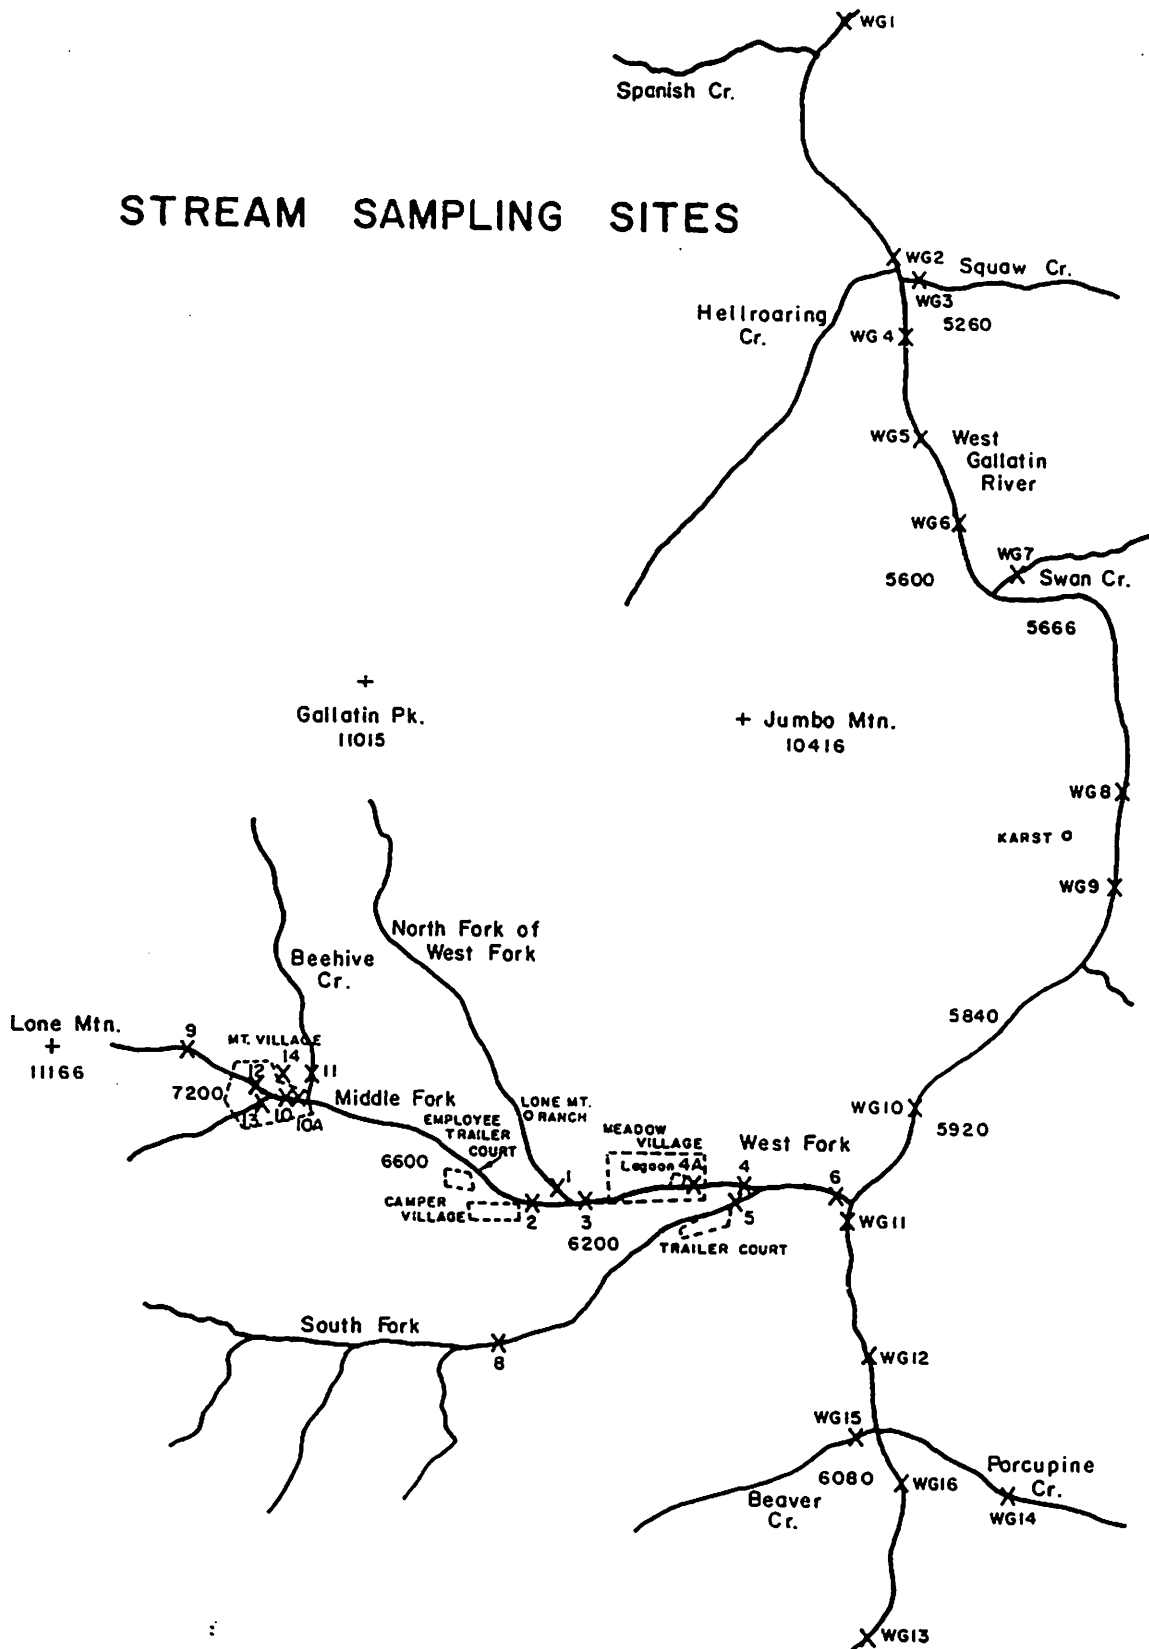 WG1
Spanish Cr.
STREAM SAMPLING SITES
WG2
Squaw Cr.
WG3
5260
Hellroaring
Cr.
WG4
WG5
West
Gallatin
River
WG6
WG7
Swan Cr.
5600
5666
Gallatin Pk.
11015
Jumbo Mtn.
10416
WG8
KARST
WG9
North Fork of
West Fork
Beehive
Cr.
5840
Lone Mtn.
11166
9
MT. VILLAGE
14
11
12
7200
13
10
10A
Middle Fork
EMPLOYEE
TRAILER
COURT
LONE MT.
RANCH
MEADOW
VILLAGE
West Fork
WG10
5920
6600
Lagoon
4A
4
6
1
CAMPER
VILLAGE
2
3
5
WG11
6200
TRAILER COURT
South Fork
8
WG12
WG15
6080
WG16
Porcupine
Cr.
WG14
Beaver
Cr.
WG13